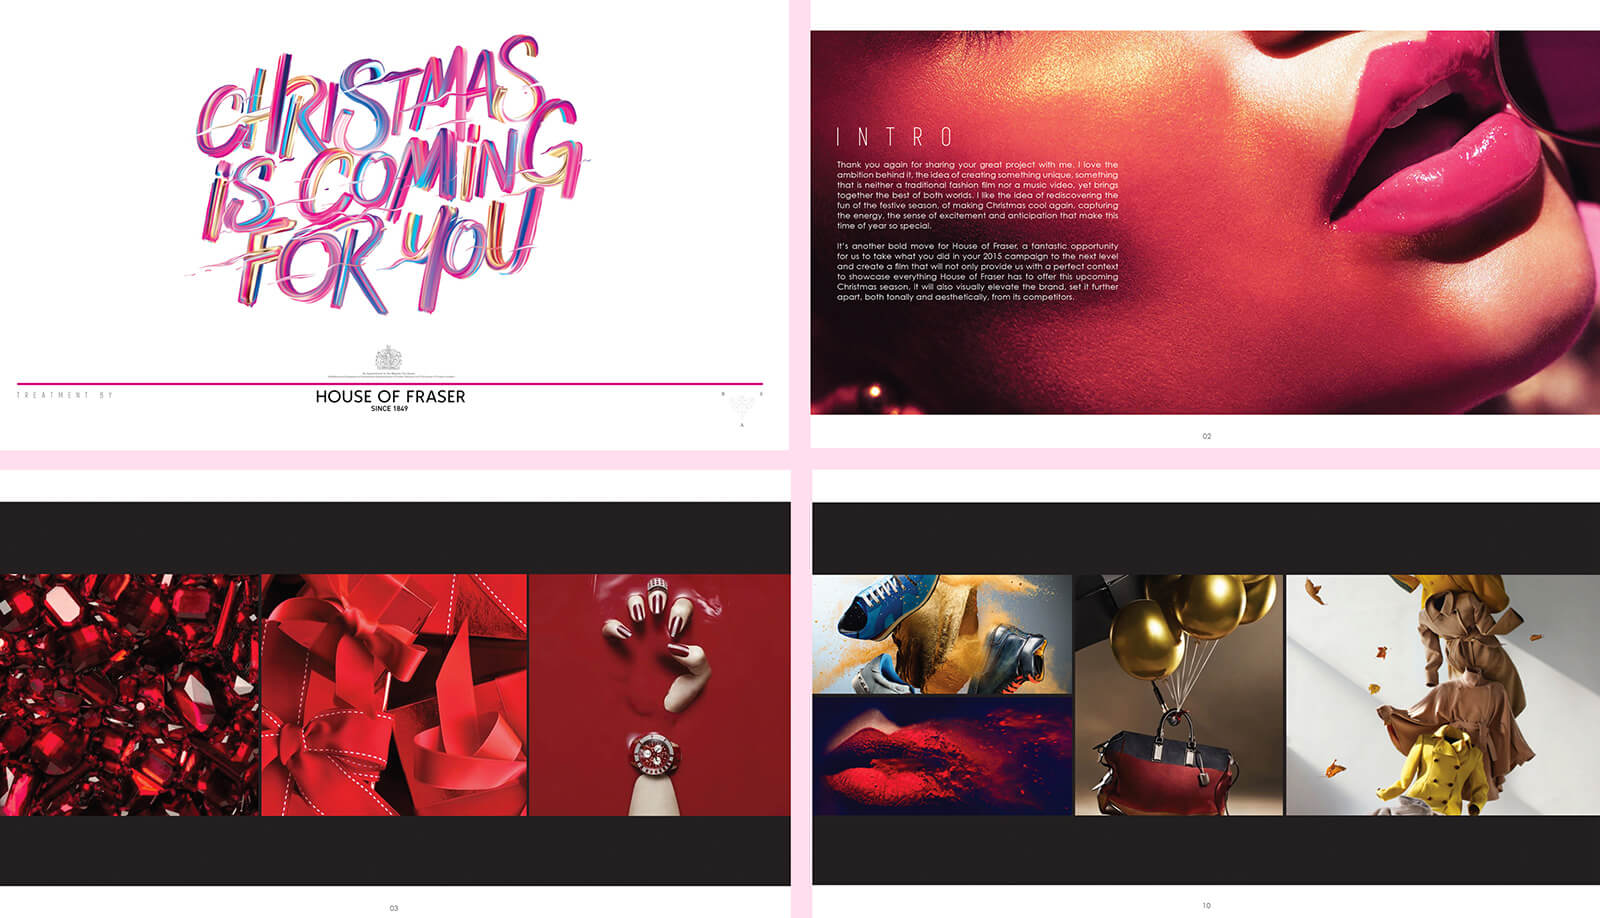 CHRISTMAS
IS COMING
FOR YOU
TREATMENT BY
HOUSE OF FRASER
SINCE 1849
INTRO
Thank you again for sharing your great project with me. I love the
ambition behind it, the idea of creating something unique, something
that is neither a traditional fashion film nor a music video, yet brings
together the best of both worlds. I like the idea of rediscovering the
fun of the festive season, of making Christmas cool again, capturing
the energy, the sense of excitement and anticipation that make this
time of year so special.
It's another bold move for House of Fraser, a fantastic opportunity
for us to take what you did in your 2015 campaign to the next level
and create a film that will not only provide us with a perfect context
to showcase everything House of Fraser has to offer this upcoming
Christmas season, it will also visually elevate the brand, set it further
apart, both tonally and aesthetically, from its competitors.
02
03
10